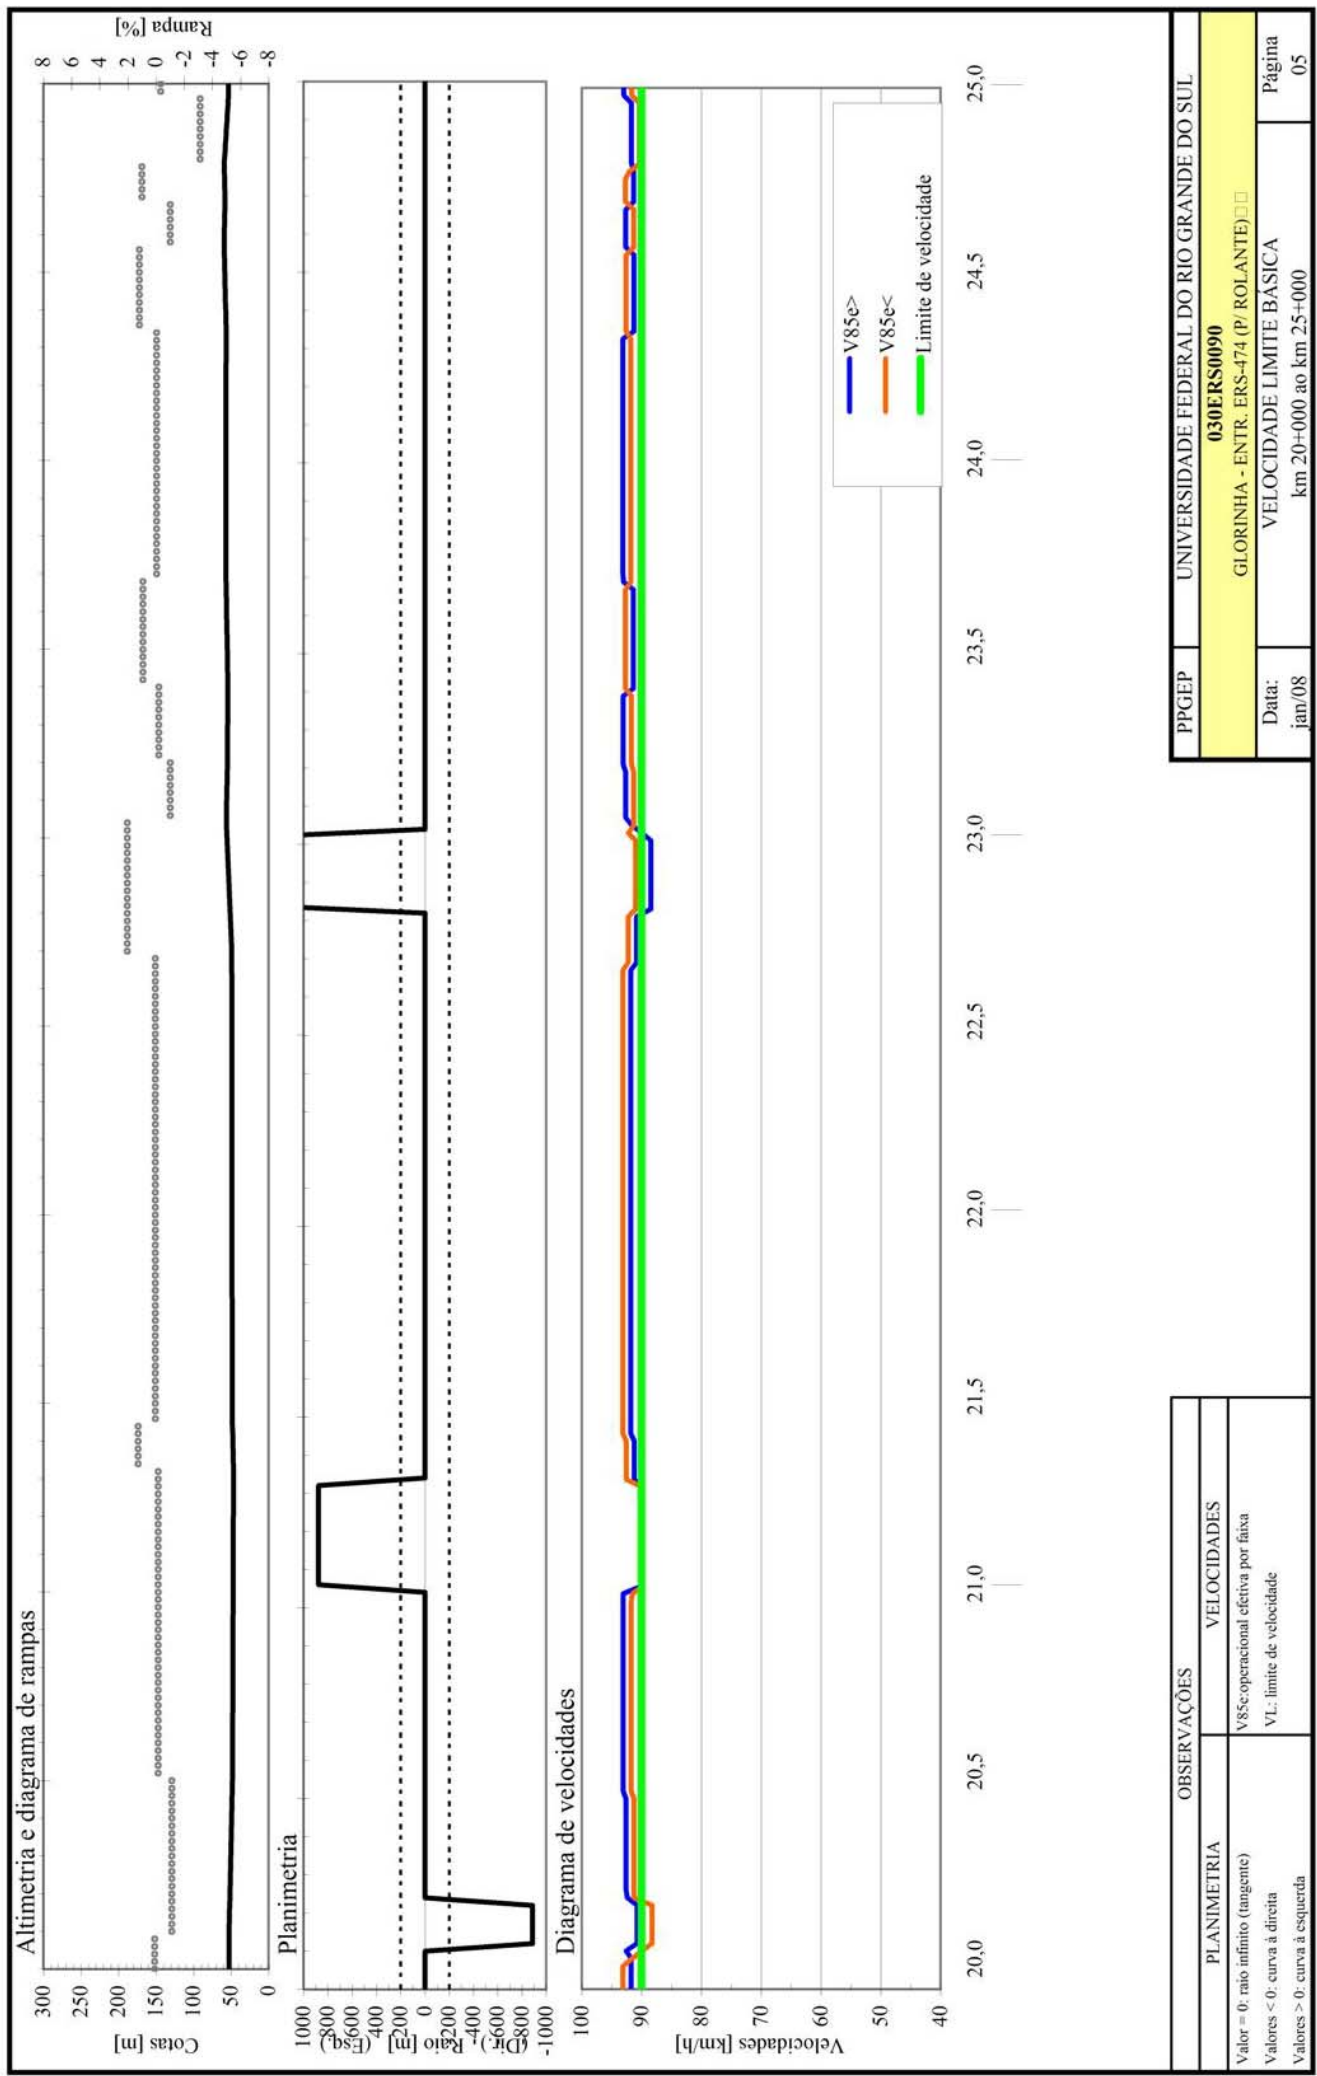 Altimetria e diagrama de rampas
Cotas [m]
300
250
200
150
100
50
0
Rampa [%]
8
6
4
2
0
-2
-4
-6
-8
Planimetria
(Dir.) , Raio [m] (Esq.)
1000
800
600
400
200
0
-200
-400
-600
-800
-1000
Diagrama de velocidades
Velocidades [km/h]
100
90
80
70
60
50
40
V85e>
V85e<
Limite de velocidade
20,0
20,5
21,0
21,5
22,0
22,5
23,0
23,5
24,0
24,5
25,0
OBSERVAÇÕES
PLANIMETRIA
VELOCIDADES
Valor = 0: raio infinito (tangente)
Valores < 0: curva à direita
Valores > 0: curva à esquerda
V85e:operacional efetiva por faixa
VL: limite de velocidade
PPGEP
UNIVERSIDADE FEDERAL DO RIO GRANDE DO SUL
030ERS0090
GLORINHA - ENTR. ERS-474 (P/ ROLANTE)□□
Data:
jan/08
VELOCIDADE LIMITE BÁSICA
km 20+000 ao km 25+000
Página
05